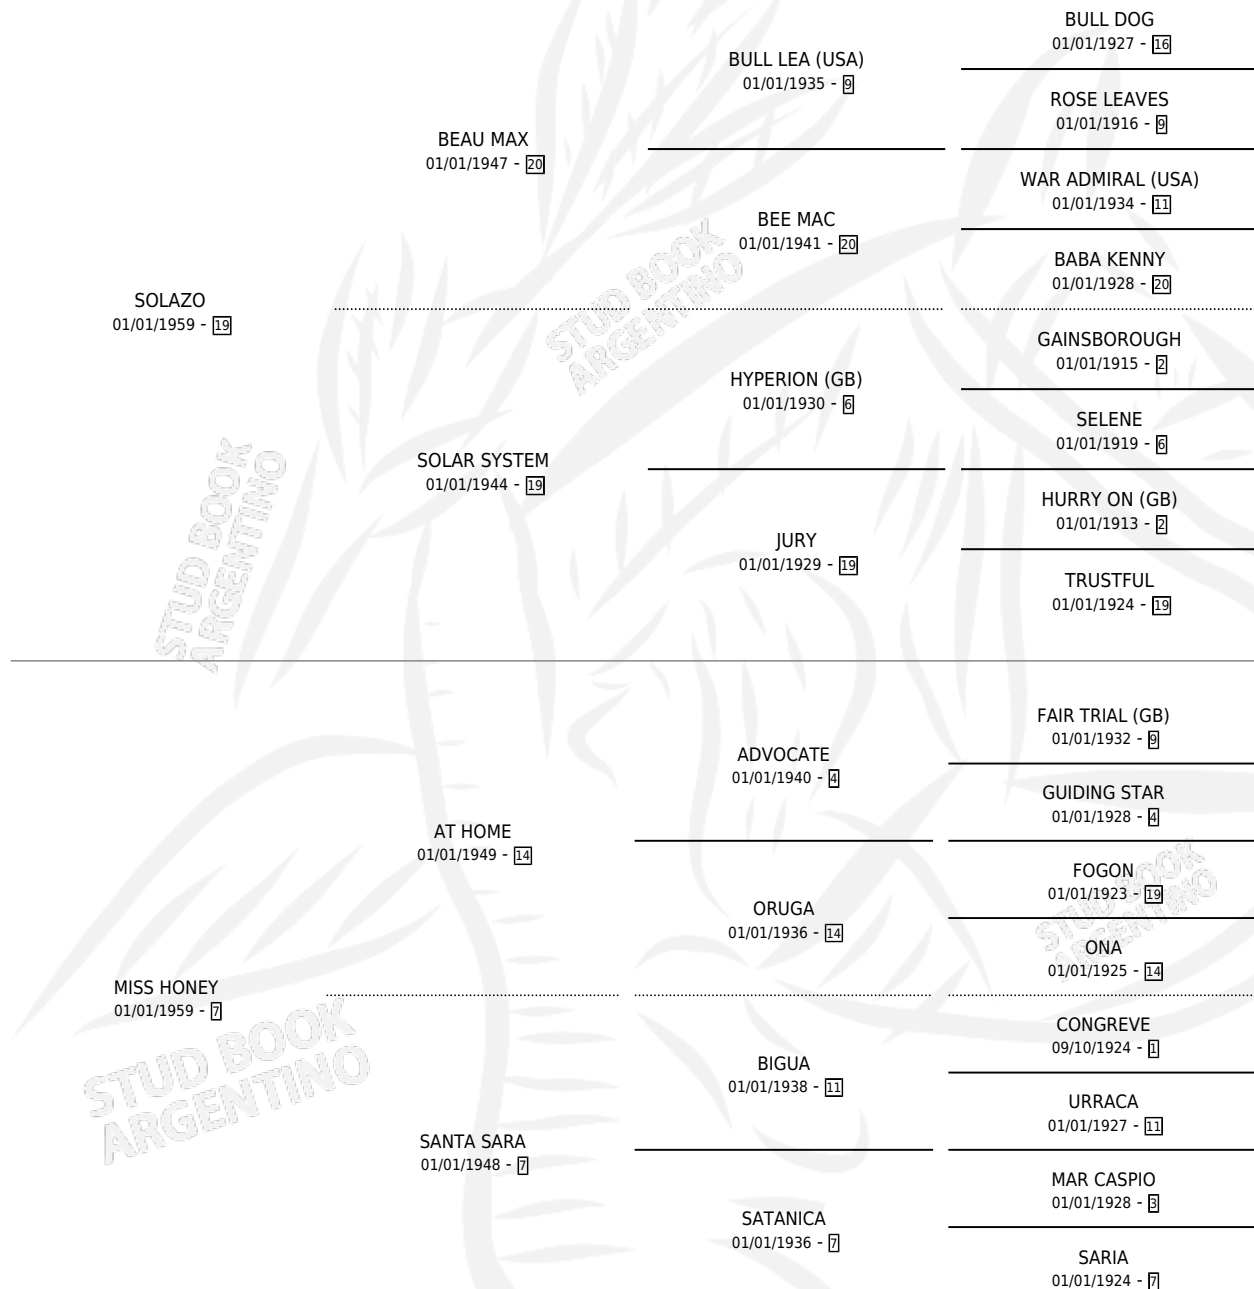 BULL DOG
01/01/1927 - 16
BULL LEA (USA)
01/01/1935 - 9
ROSE LEAVES
01/01/1916 - 9
BEAU MAX
01/01/1947 - 20
WAR ADMIRAL (USA)
01/01/1934 - 11
BEE MAC
01/01/1941 - 20
BABA KENNY
01/01/1928 - 20
SOLAZO
01/01/1959 - 19
GAINSBOROUGH
01/01/1915 - 2
HYPERION (GB)
01/01/1930 - 6
SELENE
01/01/1919 - 6
SOLAR SYSTEM
01/01/1944 - 19
HURRY ON (GB)
01/01/1913 - 2
JURY
01/01/1929 - 19
TRUSTFUL
01/01/1924 - 19
FAIR TRIAL (GB)
01/01/1932 - 9
ADVOCATE
01/01/1940 - 4
GUIDING STAR
01/01/1928 - 4
AT HOME
01/01/1949 - 14
FOGON
01/01/1923 - 19
ORUGA
01/01/1936 - 14
ONA
01/01/1925 - 14
MISS HONEY
01/01/1959 - 7
CONGREVE
09/10/1924 - 1
BIGUA
01/01/1938 - 11
URRACA
01/01/1927 - 11
SANTA SARA
01/01/1948 - 7
MAR CASPIO
01/01/1928 - 3
SATANICA
01/01/1936 - 7
SARIA
01/01/1924 - 7
STUD BOOK
ARGENTINO
STUD BOOK
ARGENTINO
STUD BOOK
ARGENTINO
STUD BOOK
ARGENTINO